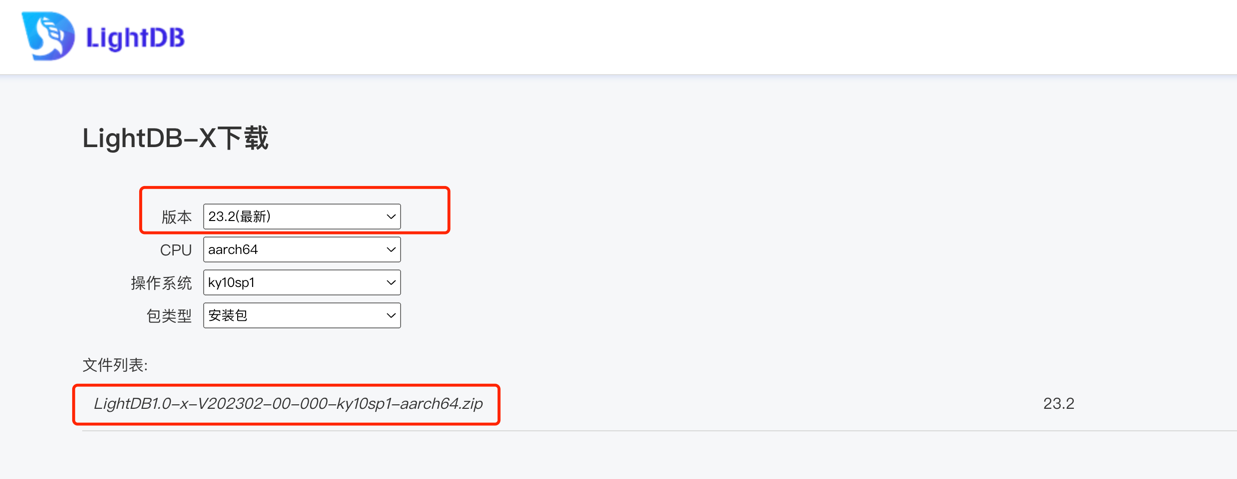 LightDB
LightDB-X下载
版本 23.2(最新)
CPU aarch64
操作系统 ky10sp1
包类型 安装包
文件列表:
LightDB1.0-x-V202302-00-000-ky10sp1-aarch64.zip 23.2